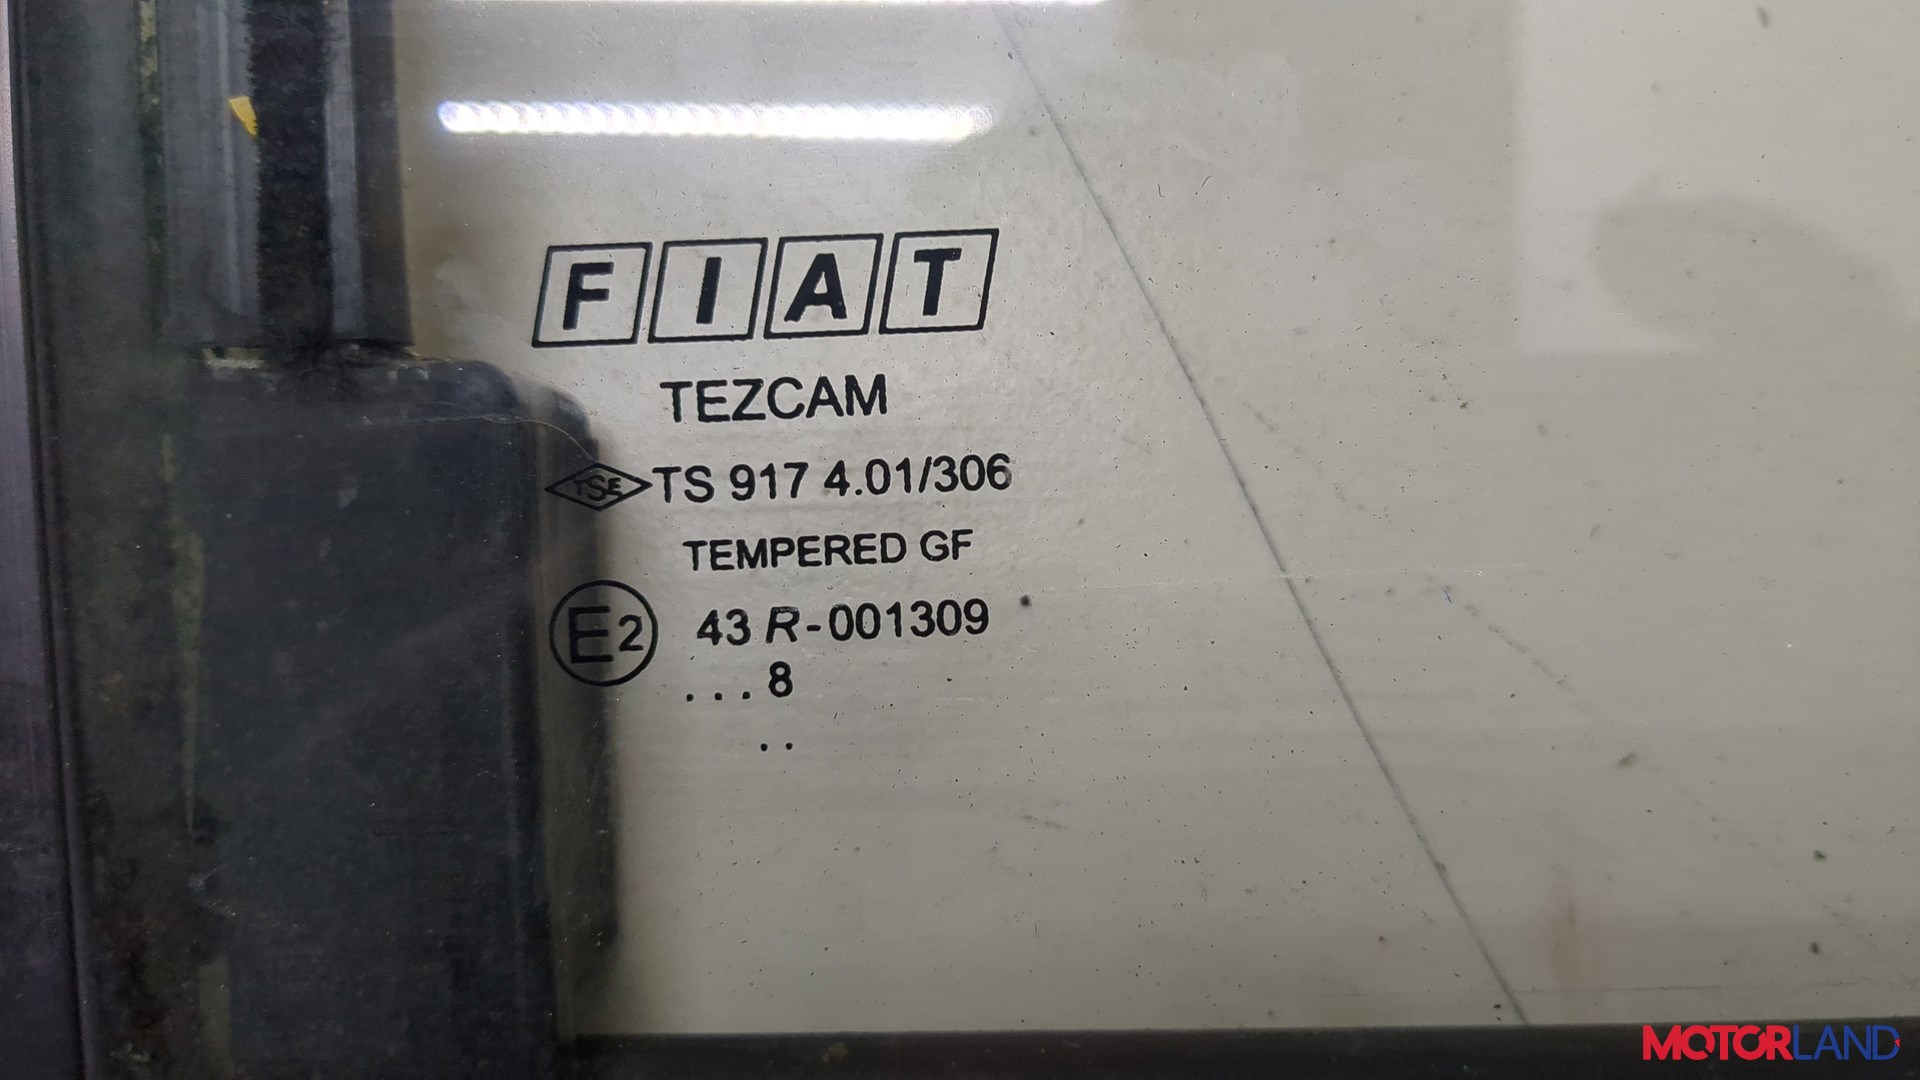 FIAT
TEZCAM
TSE TS 917 4.01/306
TEMPERED GF
E2 43 R-001309
...8
..
MOTORLAND